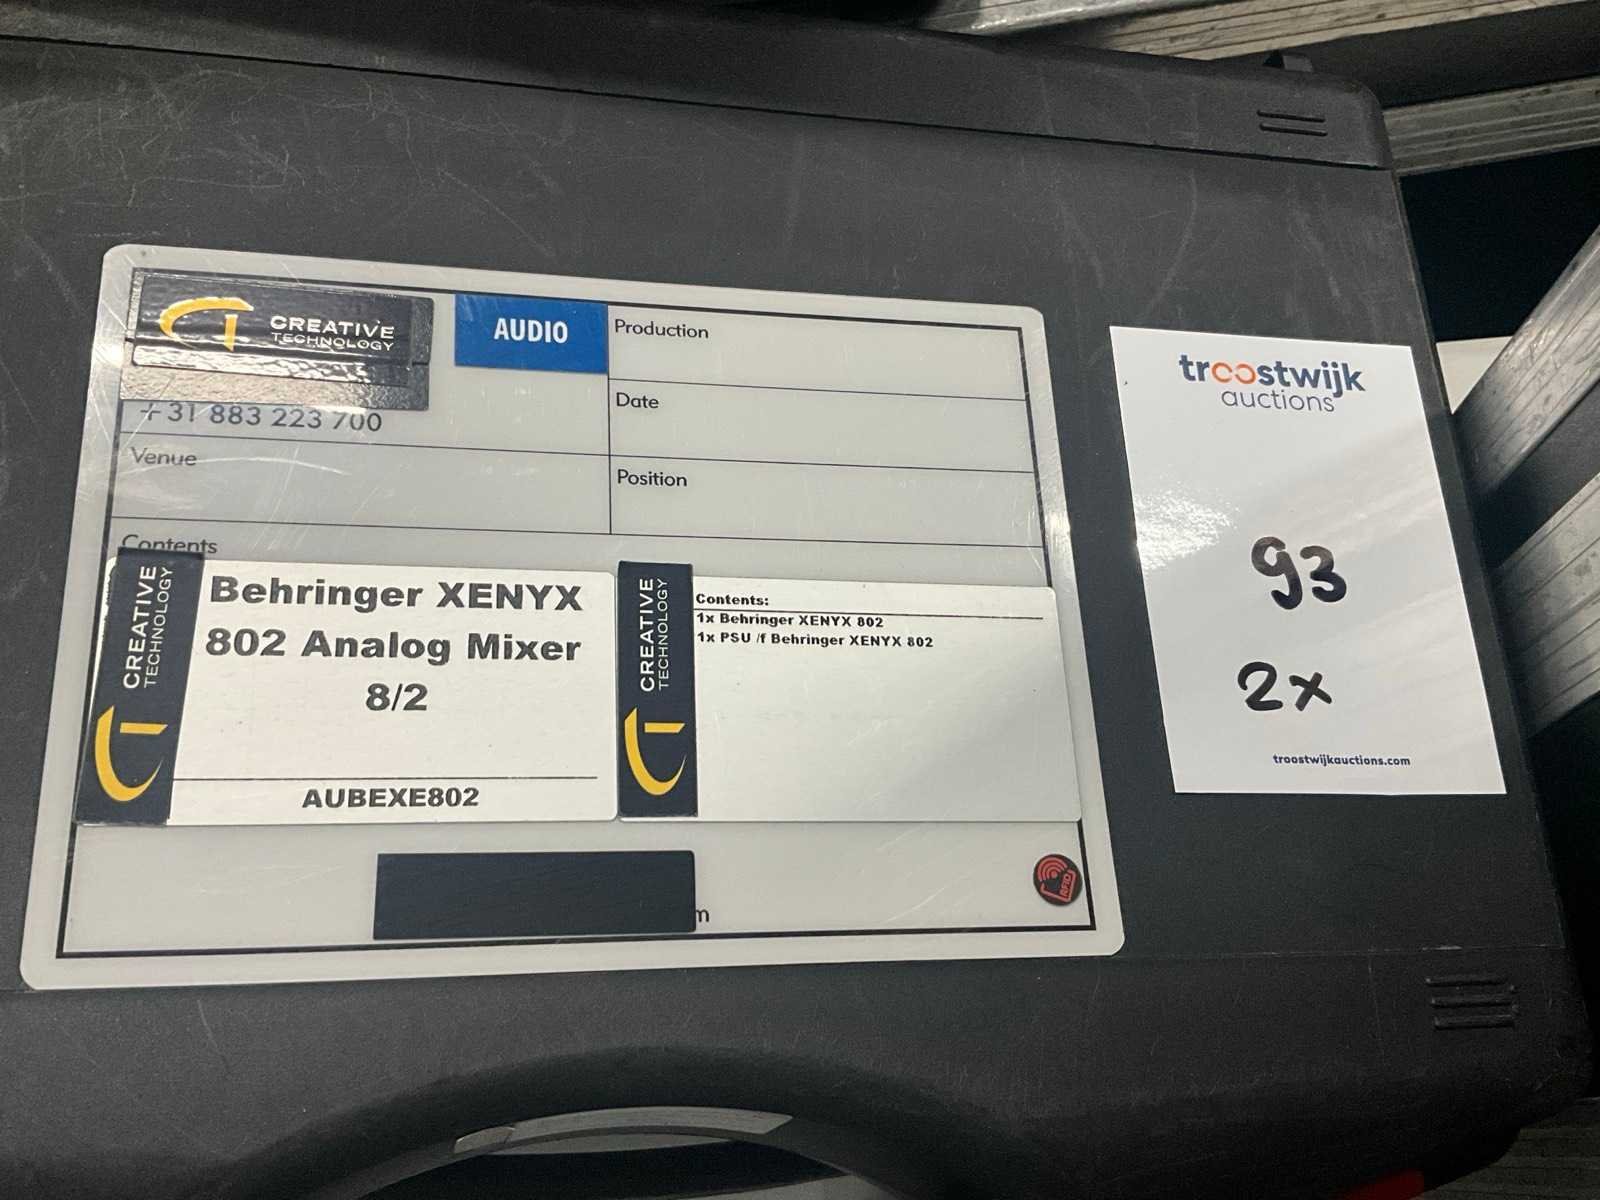 CREATIVE
TECHNOLOGY
AUDIO
+31 883 223 700
Production
Date
Venue
Position
Contents
CREATIVE
TECHNOLOGY
Behringer XENYX
802 Analog Mixer
8/2
AUBEXE802
CREATIVE
TECHNOLOGY
Contents:
1x Behringer XENYX 802
1x PSU /f Behringer XENYX 802
m
RFID
troostwijk
auctions
93
2x
troostwijkauctions.com